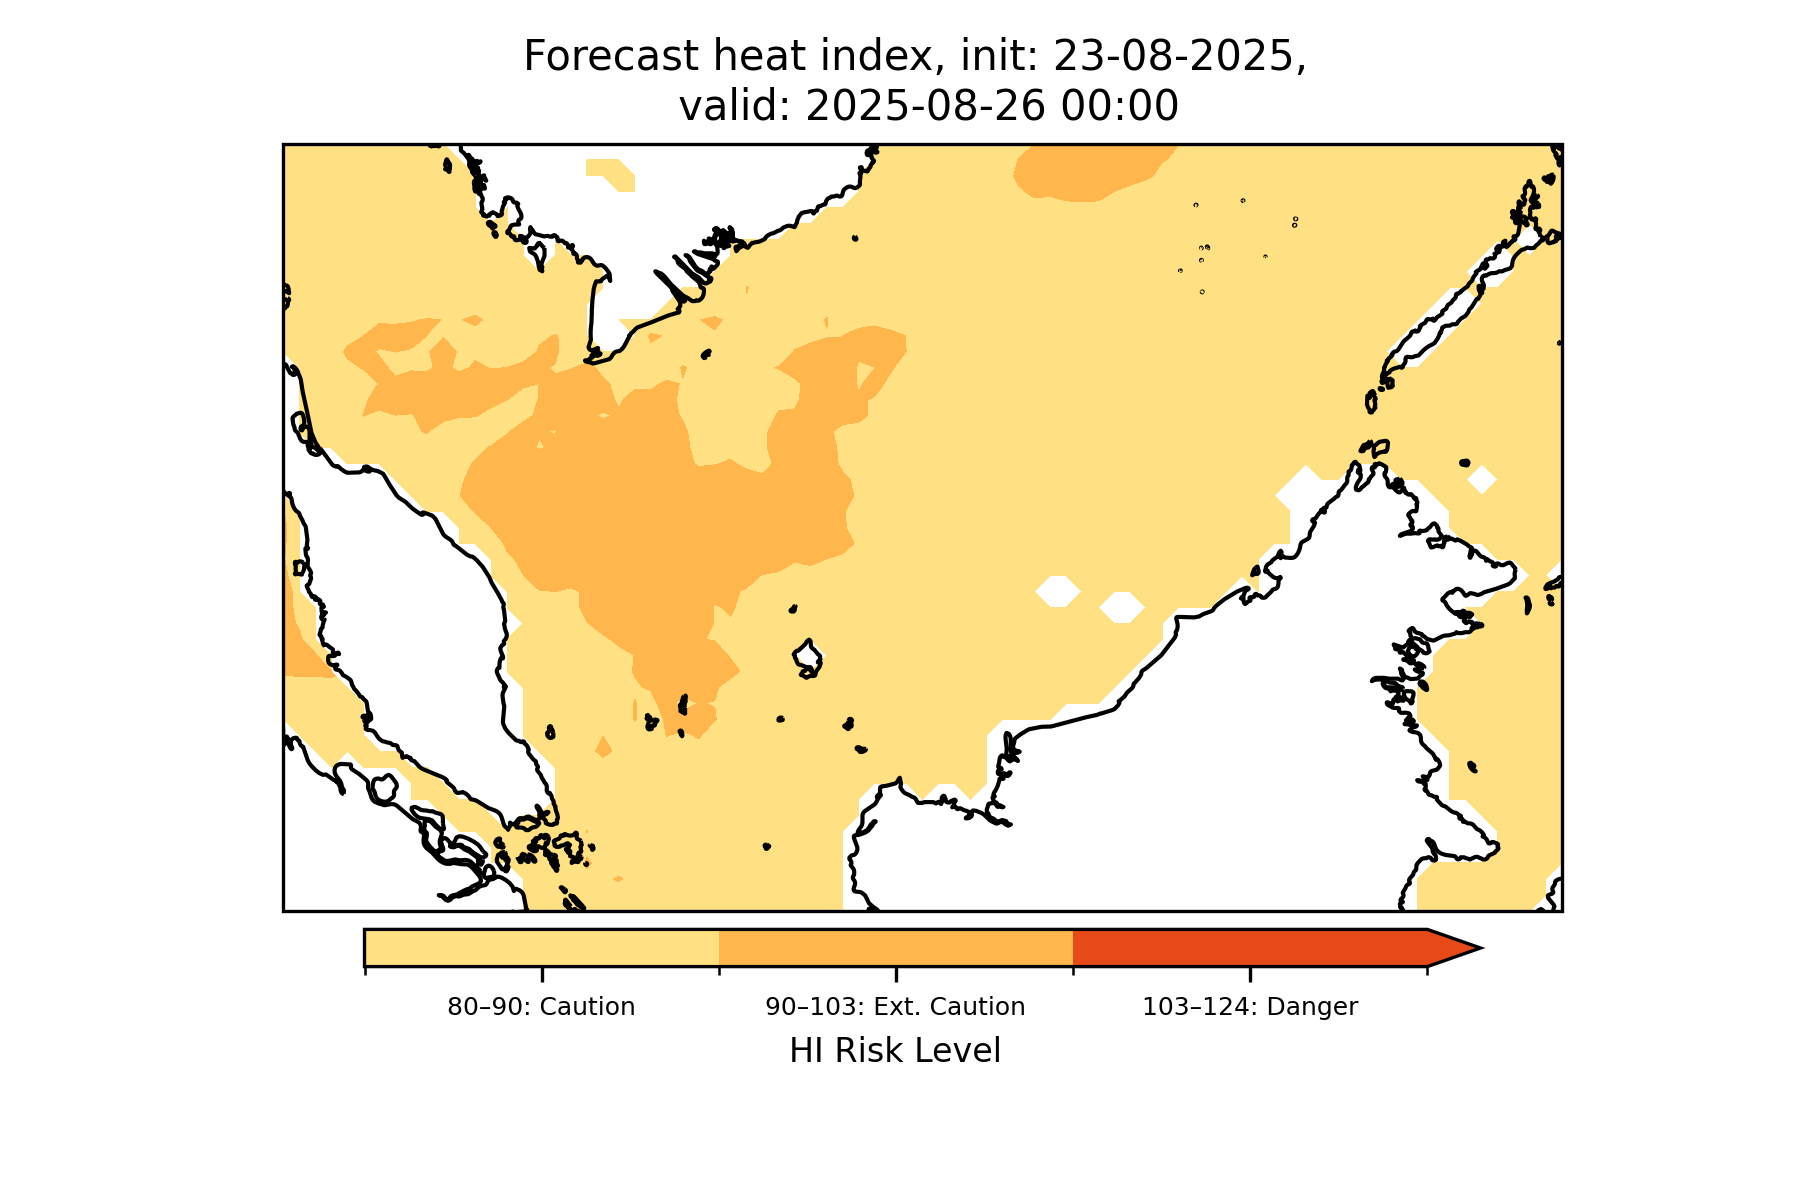 Forecast heat index, init: 23-08-2025,
valid: 2025-08-26 00:00
80–90: Caution
90–103: Ext. Caution
103–124: Danger
HI Risk Level